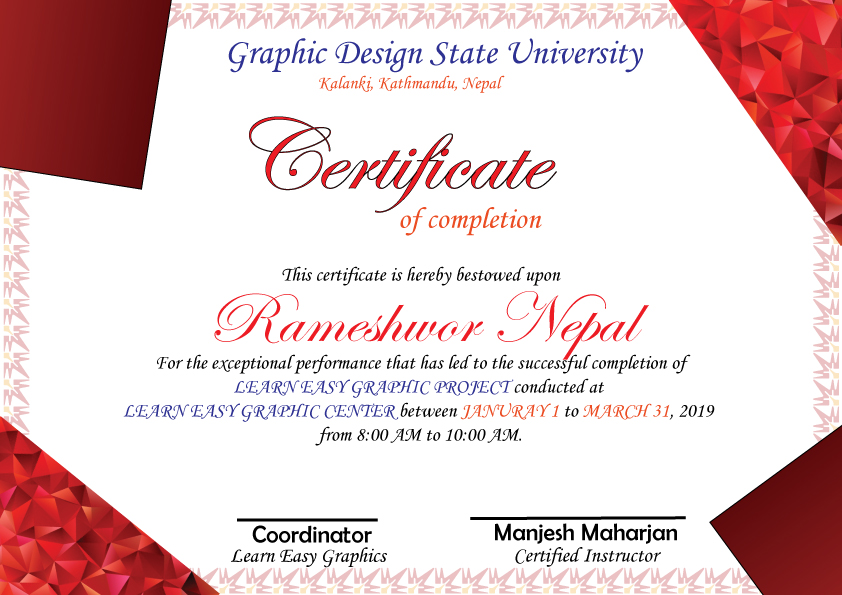 Graphic Design State University
Kalanki, Kathmandu, Nepal
Certificate
of completion
This certificate is hereby bestowed upon
Rameshwor Nepal
For the exceptional performance that has led to the successful completion of
LEARN EASY GRAPHIC PROJECT conducted at
LEARN EASY GRAPHIC CENTER between JANURAY 1 to MARCH 31, 2019
from 8:00 AM to 10:00 AM.
Coordinator
Learn Easy Graphics
Manjesh Maharjan
Certified Instructor